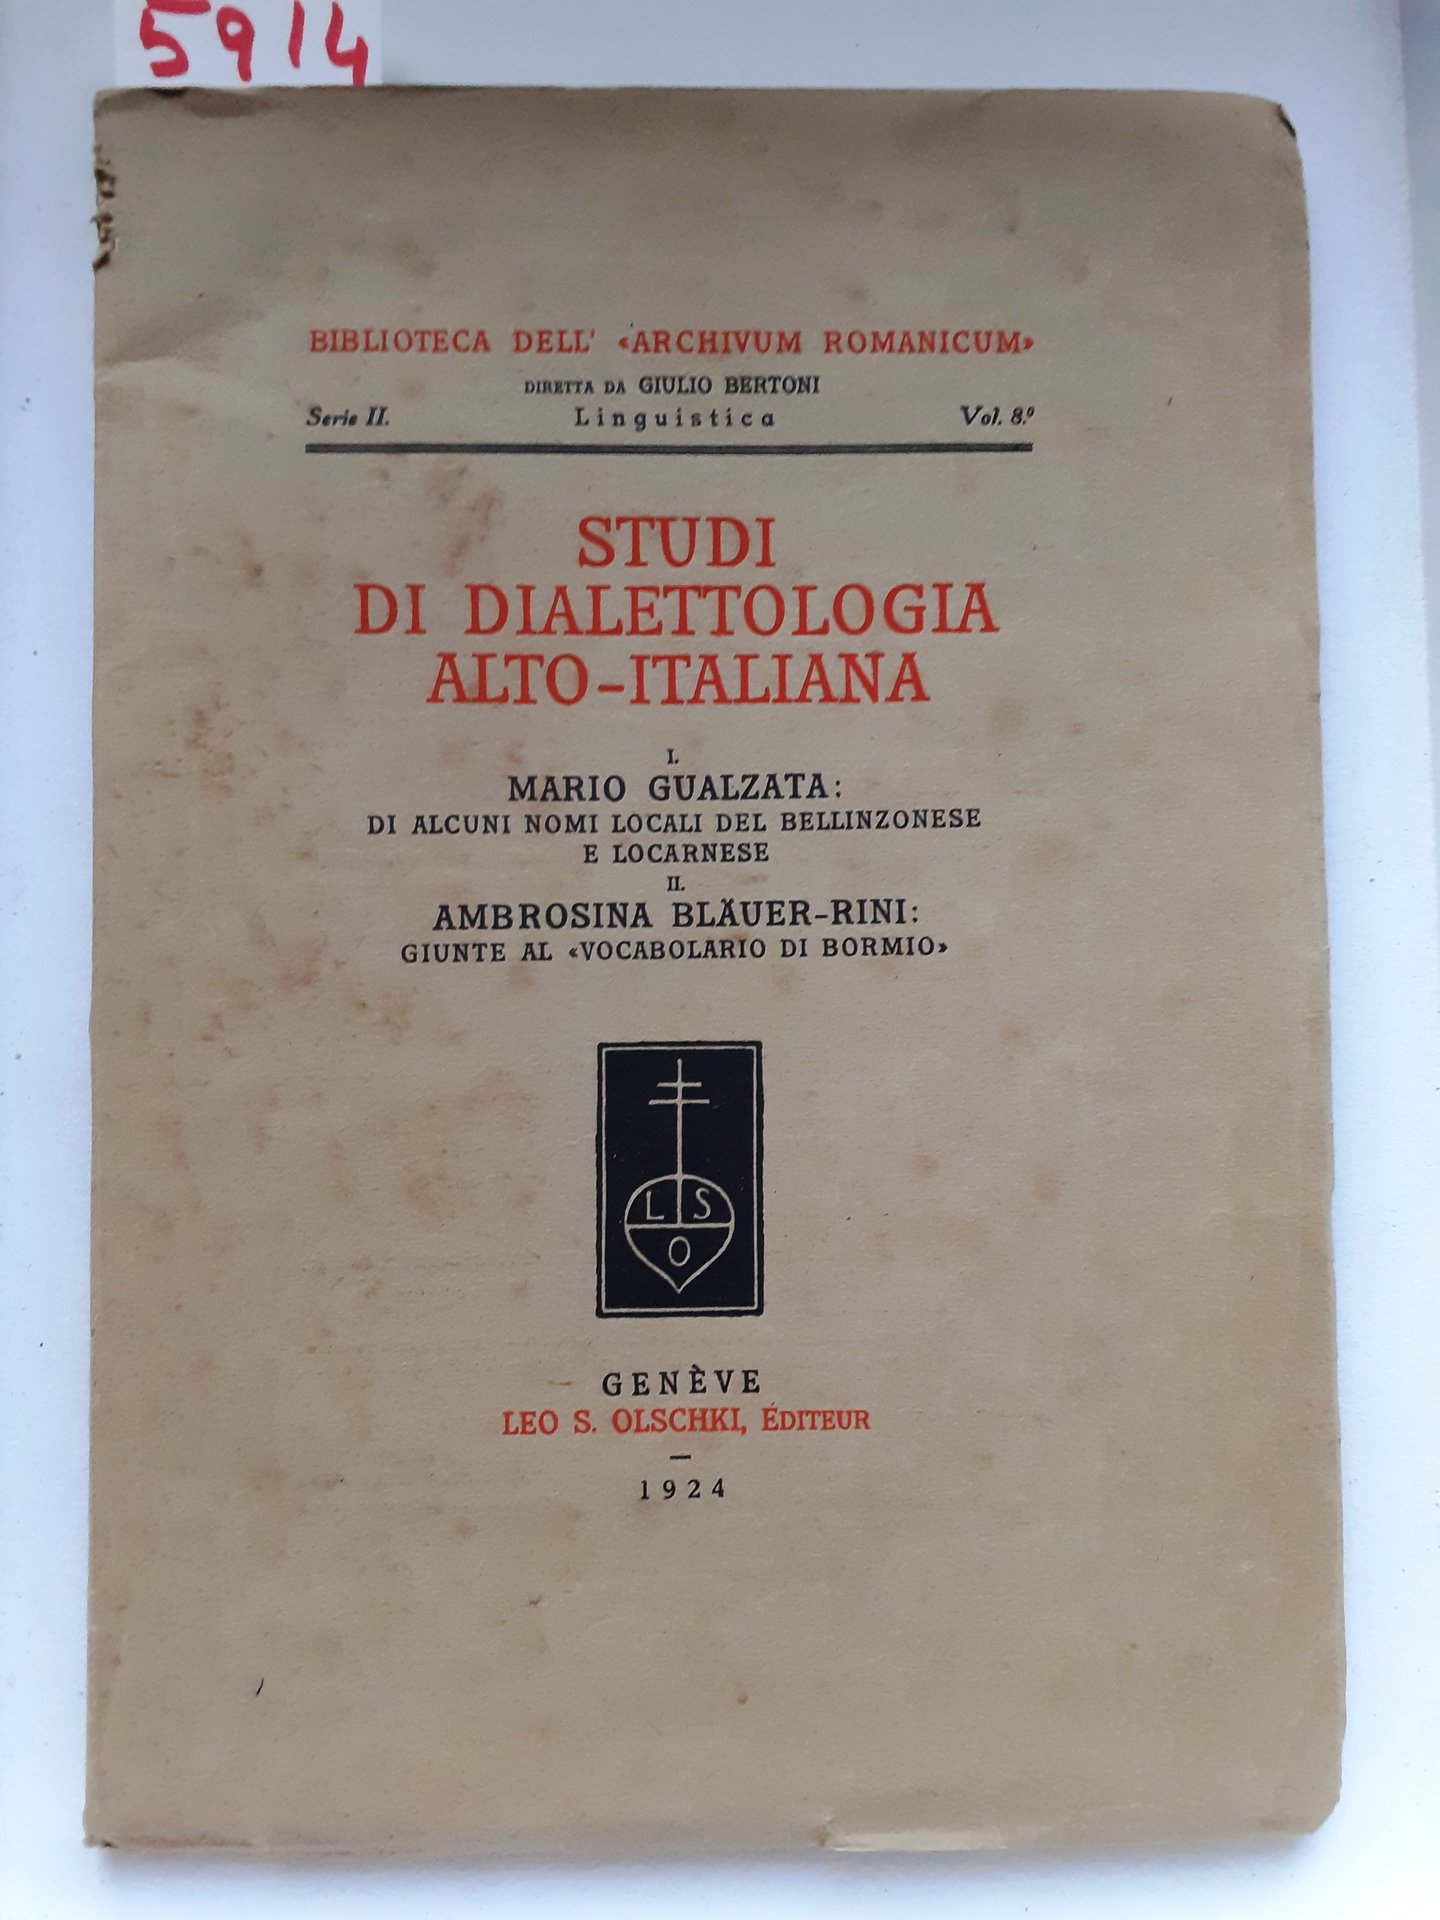 5914
BIBLIOTECA DELL' «ARCHIVUM ROMANICUM»
DIRETTA DA GIULIO BERTONI
Serie II. Linguistica Vol. 8.º
STUDI
DI DIALETTOLOGIA
ALTO-ITALIANA
I.
MARIO GUALZATA:
DI ALCUNI NOMI LOCALI DEL BELLINZONESE
E LOCARNESE
II.
AMBROSINA BLÄUER-RINI:
GIUNTE AL «VOCABOLARIO DI BORMIO»
L S
O
GENÈVE
LEO S. OLSCHKI, ÉDITEUR
—
1924